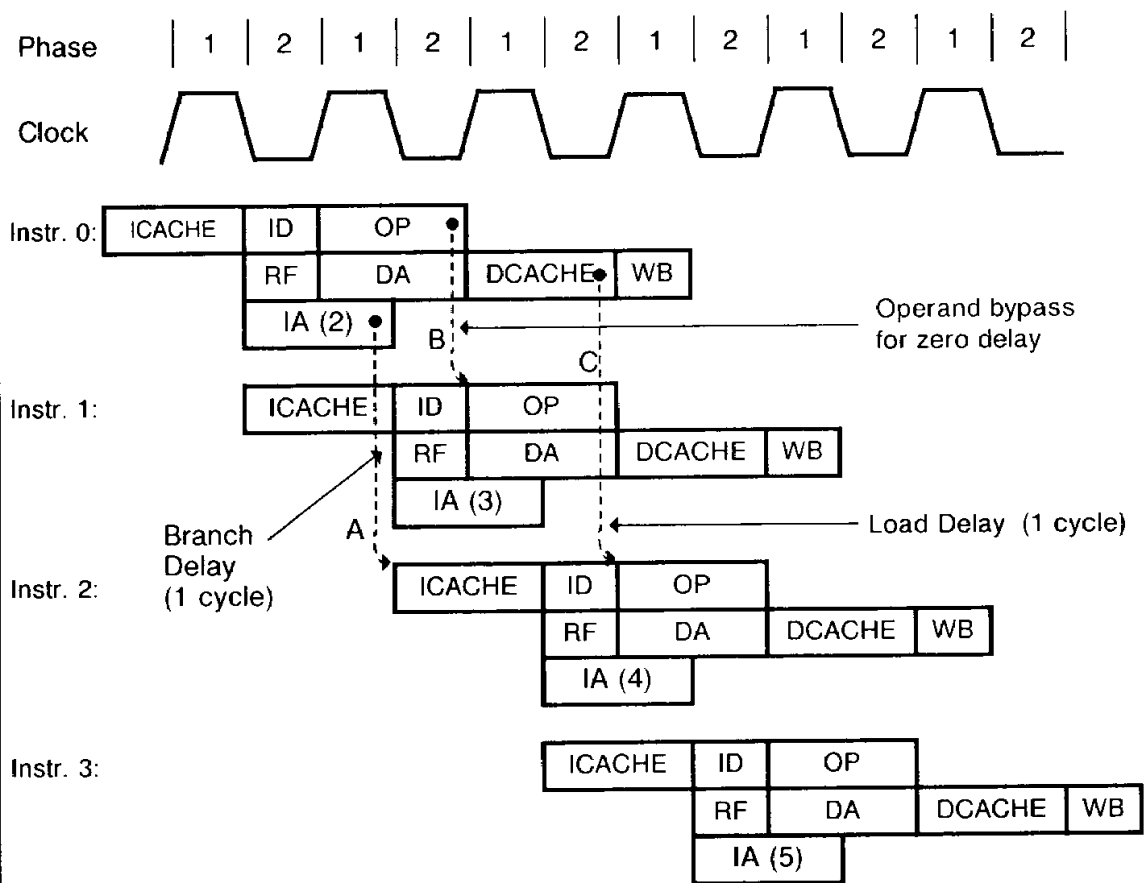 Phase 1 2 1 2 1 2 1 2 1 2 1 2
Clock
Instr. 0: ICACHE ID OP
RF DA DCACHE WB
IA (2)
Operand bypass
for zero delay
B
C
Instr. 1: ICACHE ID OP
RF DA DCACHE WB
IA (3)
Branch
Delay
(1 cycle)
A
Load Delay (1 cycle)
Instr. 2: ICACHE ID OP
RF DA DCACHE WB
IA (4)
Instr. 3: ICACHE ID OP
RF DA DCACHE WB
IA (5)